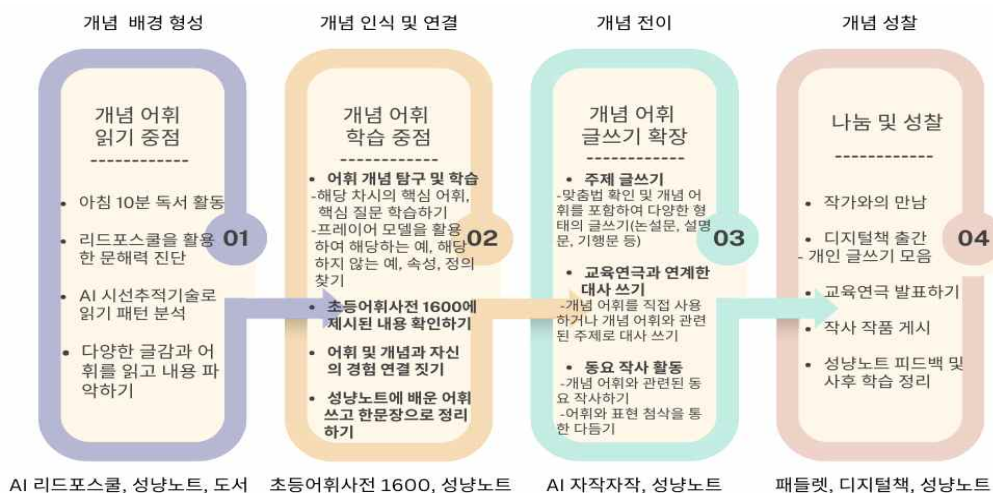 개념 배경 형성
개념 어휘
읽기 중점
------------
• 아침 10분 독서 활동
• 리드포스쿨을 활용
한 문해력 진단
• AI 시선추적기술로
읽기 패턴 분석
• 다양한 글감과 어
휘를 읽고 내용 파
악하기
01
AI 리드포스쿨, 성냥노트, 도서
개념 인식 및 연결
개념 어휘
학습 중점
------------
• 어휘 개념 탐구 및 학습
-해당 차시의 핵심 어휘,
핵심 질문 학습하기
-프레이어 모델을 활용
하여 해당하는 예, 해당
하지 않는 예, 속성, 정의
찾기
• 초등어휘사전 1600에
제시된 내용 확인하기
• 어휘 및 개념과 자신
의 경험 연결 짓기
• 성냥노트에 배운 어휘
쓰고 한문장으로 정리
하기
02
초등어휘사전 1600, 성냥노트
개념 전이
개념 어휘
글쓰기 확장
------------
• 주제 글쓰기
-맞춤법 확인 및 개념 어
휘를 포함하여 다양한 형
태의 글쓰기(논설문, 설명
문, 기행문 등)
• 교육연극과 연계한
대사 쓰기
-개념 어휘를 직접 사용
하거나 개념 어휘와 관련
된 주제로 대사 쓰기
• 동요 작사 활동
-개념 어휘와 관련된 동
요 작사하기
-어휘와 표현 첨삭을 통
한 다듬기
03
AI 자작자작, 성냥노트
개념 성찰
나눔 및 성찰
------------
• 작가와의 만남
• 디지털책 출간
- 개인 글쓰기 모음
• 교육연극 발표하기
• 작사 작품 게시
• 성냥노트 피드백 및
사후 학습 정리
04
패들렛, 디지털책, 성냥노트